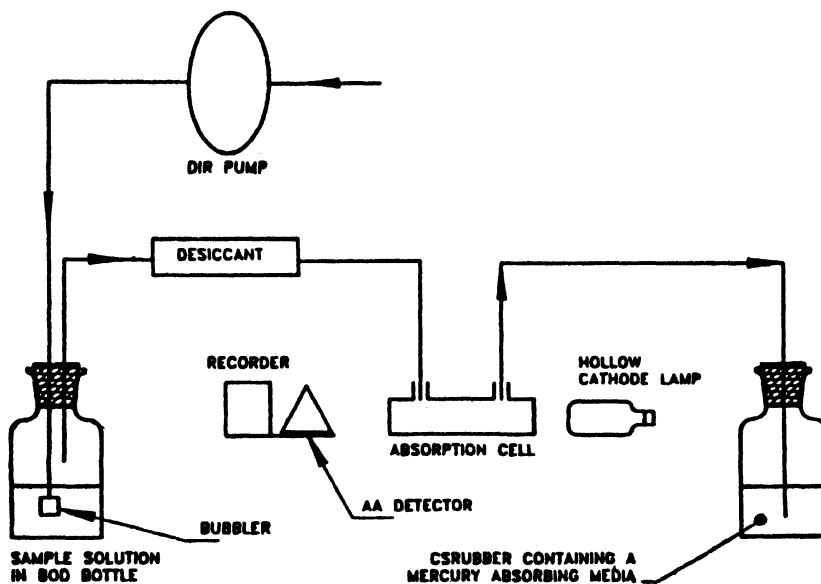 DIR PUMP
DESICCANT
RECORDER
HOLLOW
CATHODE LAMP
ABSORPTION CELL
AA DETECTOR
BUBBLER
SAMPLE SOLUTION
IN BOD BOTTLE
CSRUBBER CONTAINING A
MERCURY ABSORBING MEDIA